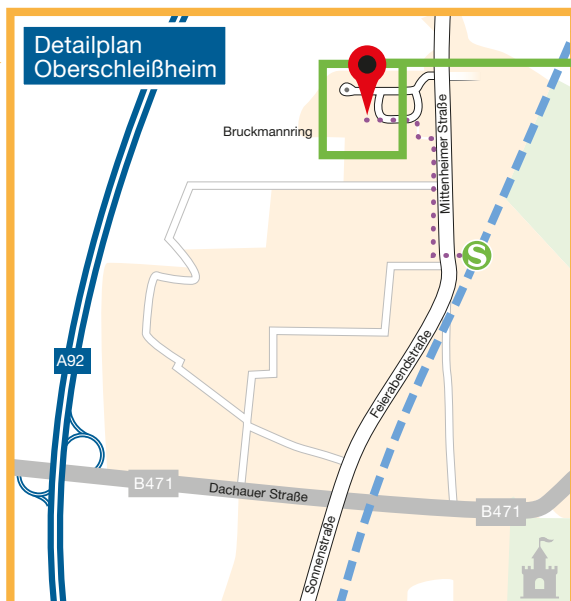 Detailplan
Oberschleißheim
Bruckmannring
Mittenheimer Straße
S
Feierabendstraße
A92
B471
Dachauer Straße
B471
Sonnenstraße